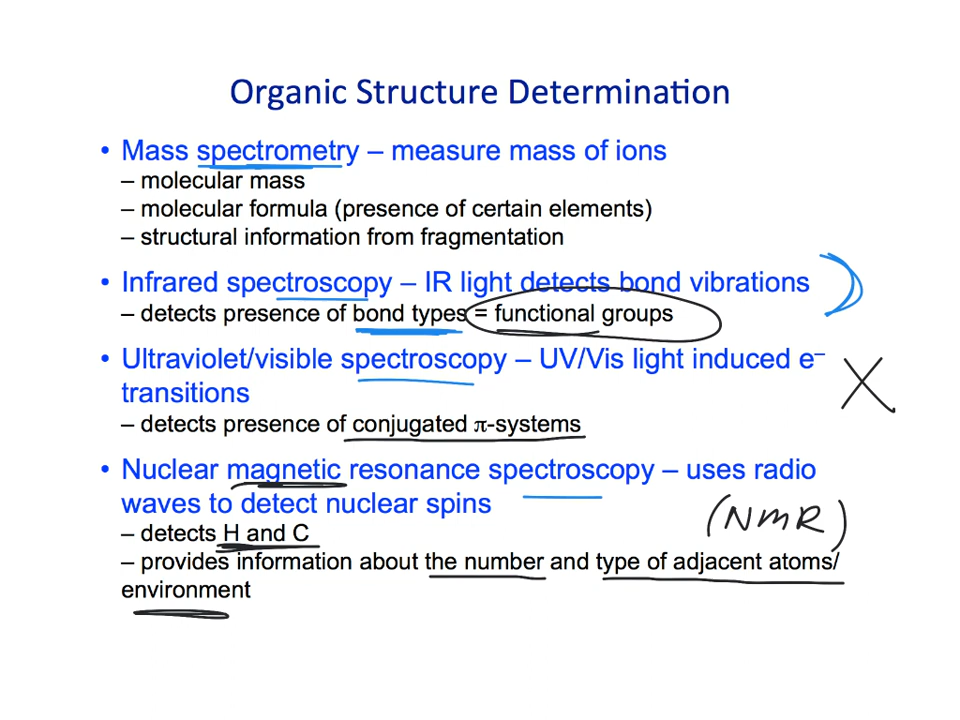 Organic Structure Determination
• Mass spectrometry – measure mass of ions
– molecular mass
– molecular formula (presence of certain elements)
– structural information from fragmentation
• Infrared spectroscopy – IR light detects bond vibrations
– detects presence of bond types = functional groups
• Ultraviolet/visible spectroscopy – UV/Vis light induced e⁻
transitions
– detects presence of conjugated π-systems
• Nuclear magnetic resonance spectroscopy – uses radio
waves to detect nuclear spins
(NMR)
– detects H and C
– provides information about the number and type of adjacent atoms/
environment